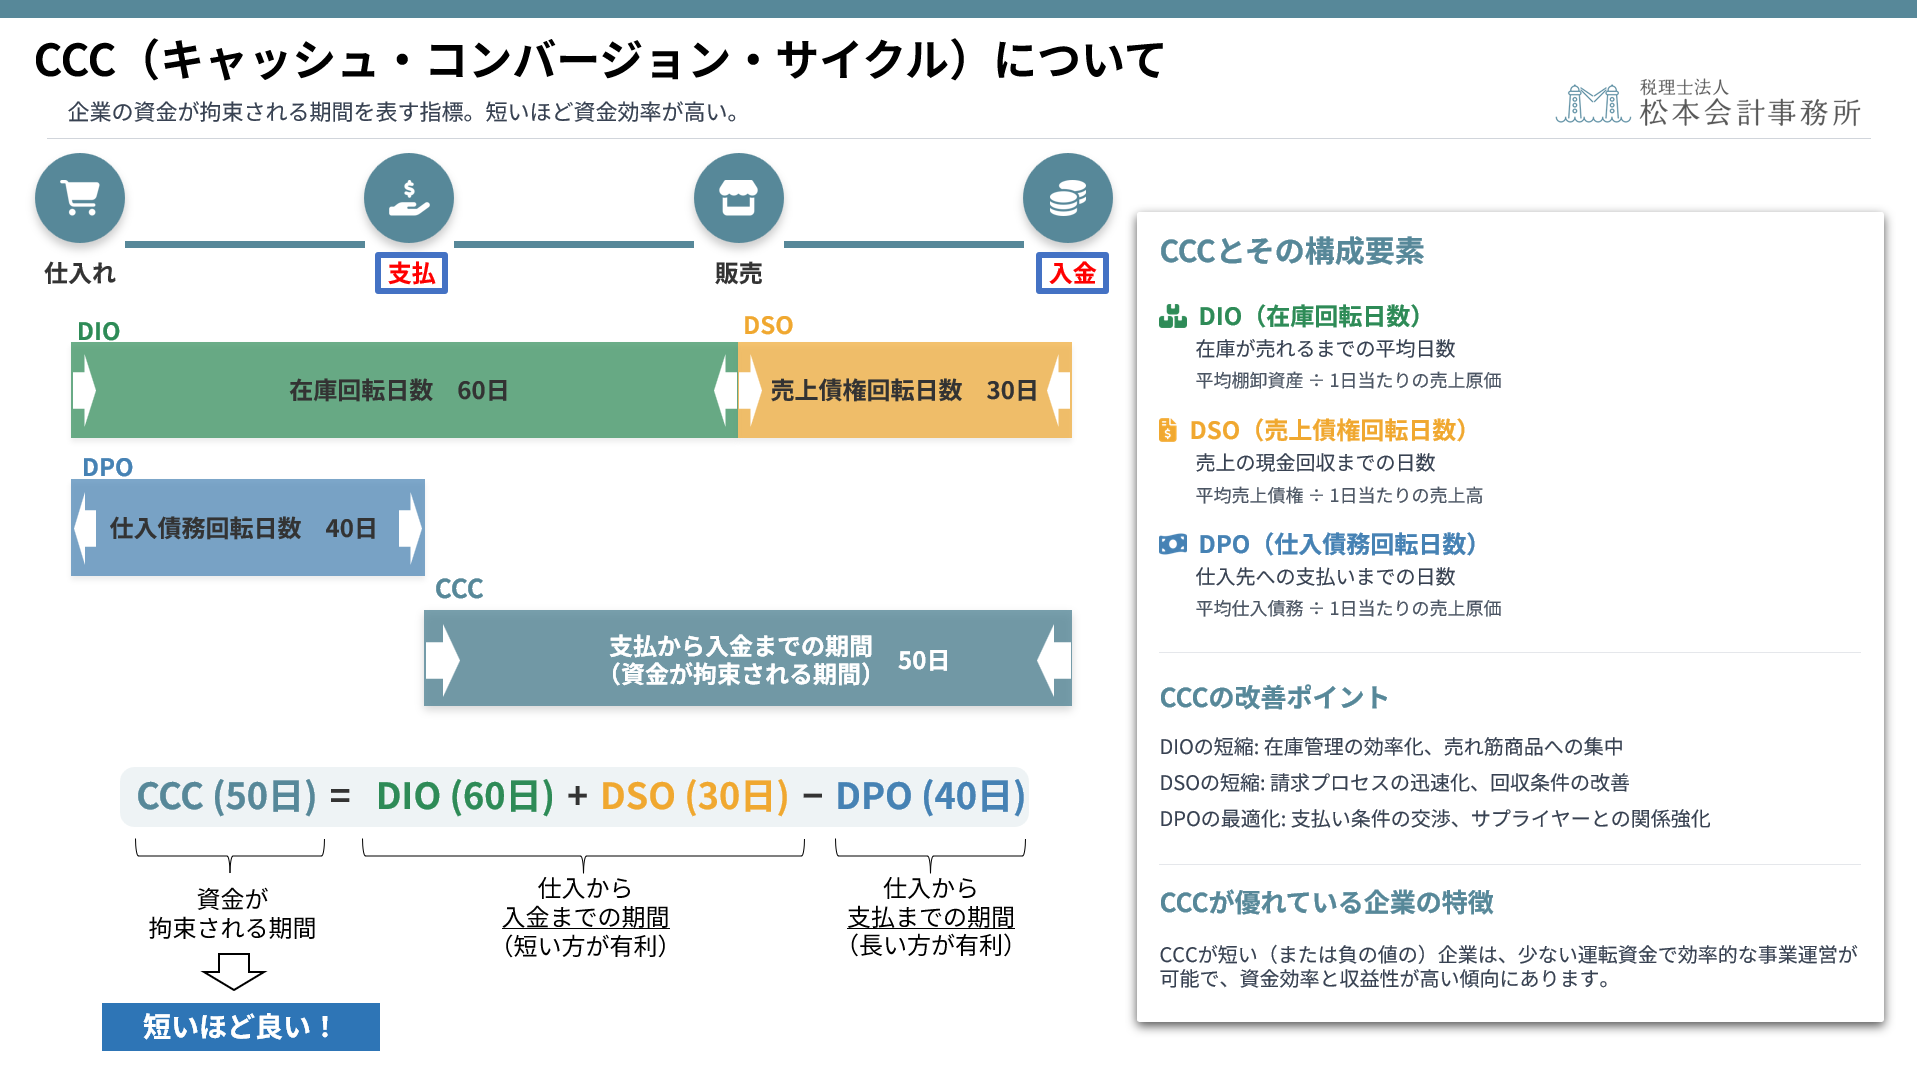 CCC（キャッシュ・コンバージョン・サイクル）について
企業の資金が拘束される期間を表す指標。短いほど資金効率が高い。
税理士法人
松本会計事務所
仕入れ
支払
販売
入金
DIO
DSO
在庫回転日数　60日
売上債権回転日数　30日
DPO
仕入債務回転日数　40日
CCC
支払から入金までの期間
（資金が拘束される期間）
50日
CCC (50日) = DIO (60日) + DSO (30日) − DPO (40日)
資金が
拘束される期間
仕入から
入金までの期間
（短い方が有利）
仕入から
支払までの期間
（長い方が有利）
短いほど良い！
CCCとその構成要素
DIO（在庫回転日数）
在庫が売れるまでの平均日数
平均棚卸資産 ÷ 1日当たりの売上原価
DSO（売上債権回転日数）
売上の現金回収までの日数
平均売上債権 ÷ 1日当たりの売上高
DPO（仕入債務回転日数）
仕入先への支払いまでの日数
平均仕入債務 ÷ 1日当たりの売上原価
CCCの改善ポイント
DIOの短縮: 在庫管理の効率化、売れ筋商品への集中
DSOの短縮: 請求プロセスの迅速化、回収条件の改善
DPOの最適化: 支払い条件の交渉、サプライヤーとの関係強化
CCCが優れている企業の特徴
CCCが短い（または負の値の）企業は、少ない運転資金で効率的な事業運営が
可能で、資金効率と収益性が高い傾向にあります。